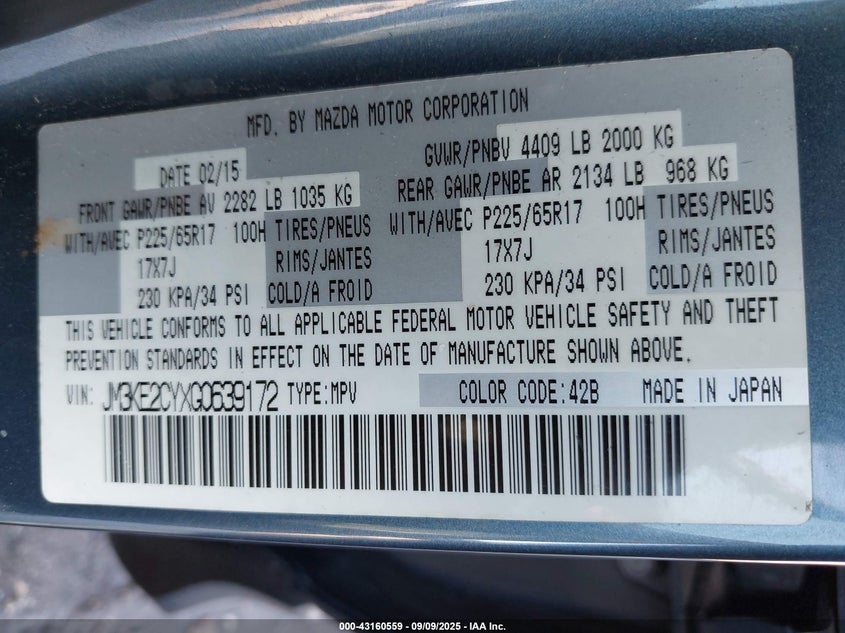 MFD. BY MAZDA MOTOR CORPORATION
DATE 02/15
GVWR/PNBV 4409 LB 2000 KG
FRONT GAWR/PNBE AV 2282 LB 1035 KG
REAR GAWR/PNBE AR 2134 LB 968 KG
WITH/AVEC P225/65R17 100H TIRES/PNEUS
WITH/AVEC P225/65R17 100H TIRES/PNEUS
17X7J RIMS/JANTES
17X7J RIMS/JANTES
230 KPA/34 PSI COLD/A FROID
230 KPA/34 PSI COLD/A FROID
THIS VEHICLE CONFORMS TO ALL APPLICABLE FEDERAL MOTOR VEHICLE SAFETY AND THEFT
PREVENTION STANDARDS IN EFFECT ON THE DATE OF MANUFACTURE SHOWN ABOVE.
VIN: JM3KE2CYXG0639172 TYPE:MPV COLOR CODE:42B MADE IN JAPAN
K
000-43160559 - 09/09/2025 - IAA Inc.